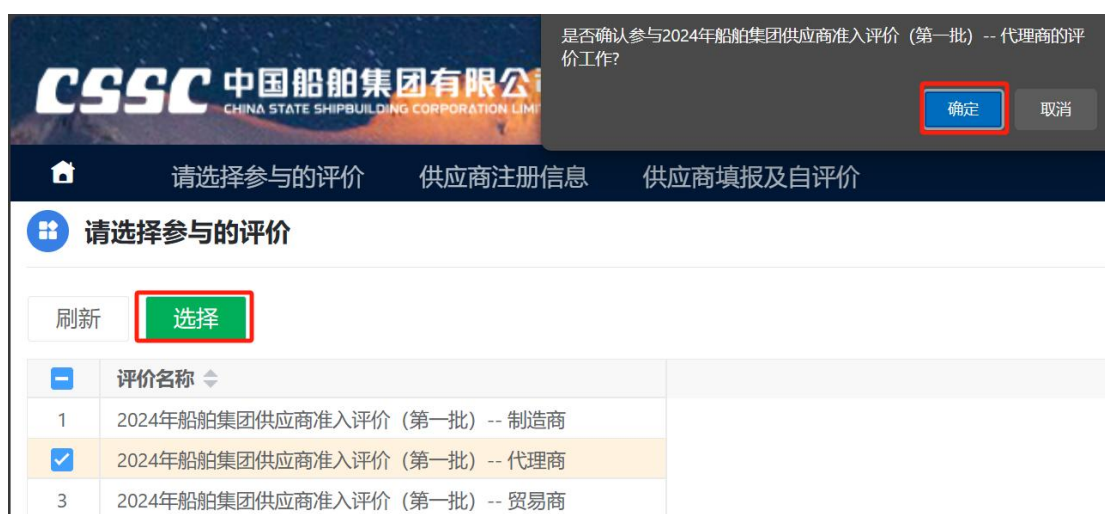 是否确认参与2024年船舶集团供应商准入评价（第一批）-- 代理商的评
价工作?
确定
取消
CSSC 中国船舶集团有限公
CHINA STATE SHIPBUILDING CORPORATION LIM
请选择参与的评价
供应商注册信息
供应商填报及自评价
请选择参与的评价
刷新
选择
评价名称
1 2024年船舶集团供应商准入评价（第一批）-- 制造商
2024年船舶集团供应商准入评价（第一批）-- 代理商
3 2024年船舶集团供应商准入评价（第一批）-- 贸易商